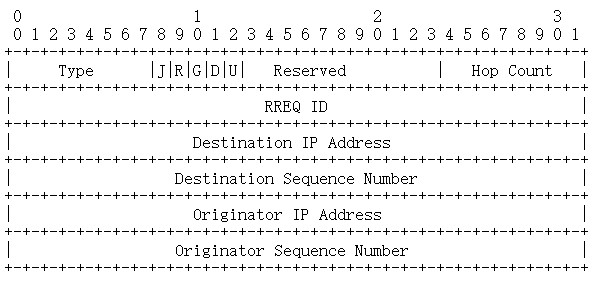 0                   1                   2                   3
0 1 2 3 4 5 6 7 8 9 0 1 2 3 4 5 6 7 8 9 0 1 2 3 4 5 6 7 8 9 0 1
+-+-+-+-+-+-+-+-+-+-+-+-+-+-+-+-+-+-+-+-+-+-+-+-+-+-+-+-+-+-+-+-+
|     Type      |J|R|G|D|U|   Reserved          |   Hop Count   |
+-+-+-+-+-+-+-+-+-+-+-+-+-+-+-+-+-+-+-+-+-+-+-+-+-+-+-+-+-+-+-+-+
|                            RREQ ID                            |
+-+-+-+-+-+-+-+-+-+-+-+-+-+-+-+-+-+-+-+-+-+-+-+-+-+-+-+-+-+-+-+-+
|                    Destination IP Address                     |
+-+-+-+-+-+-+-+-+-+-+-+-+-+-+-+-+-+-+-+-+-+-+-+-+-+-+-+-+-+-+-+-+
|                  Destination Sequence Number                  |
+-+-+-+-+-+-+-+-+-+-+-+-+-+-+-+-+-+-+-+-+-+-+-+-+-+-+-+-+-+-+-+-+
|                    Originator IP Address                      |
+-+-+-+-+-+-+-+-+-+-+-+-+-+-+-+-+-+-+-+-+-+-+-+-+-+-+-+-+-+-+-+-+
|                  Originator Sequence Number                   |
+-+-+-+-+-+-+-+-+-+-+-+-+-+-+-+-+-+-+-+-+-+-+-+-+-+-+-+-+-+-+-+-+